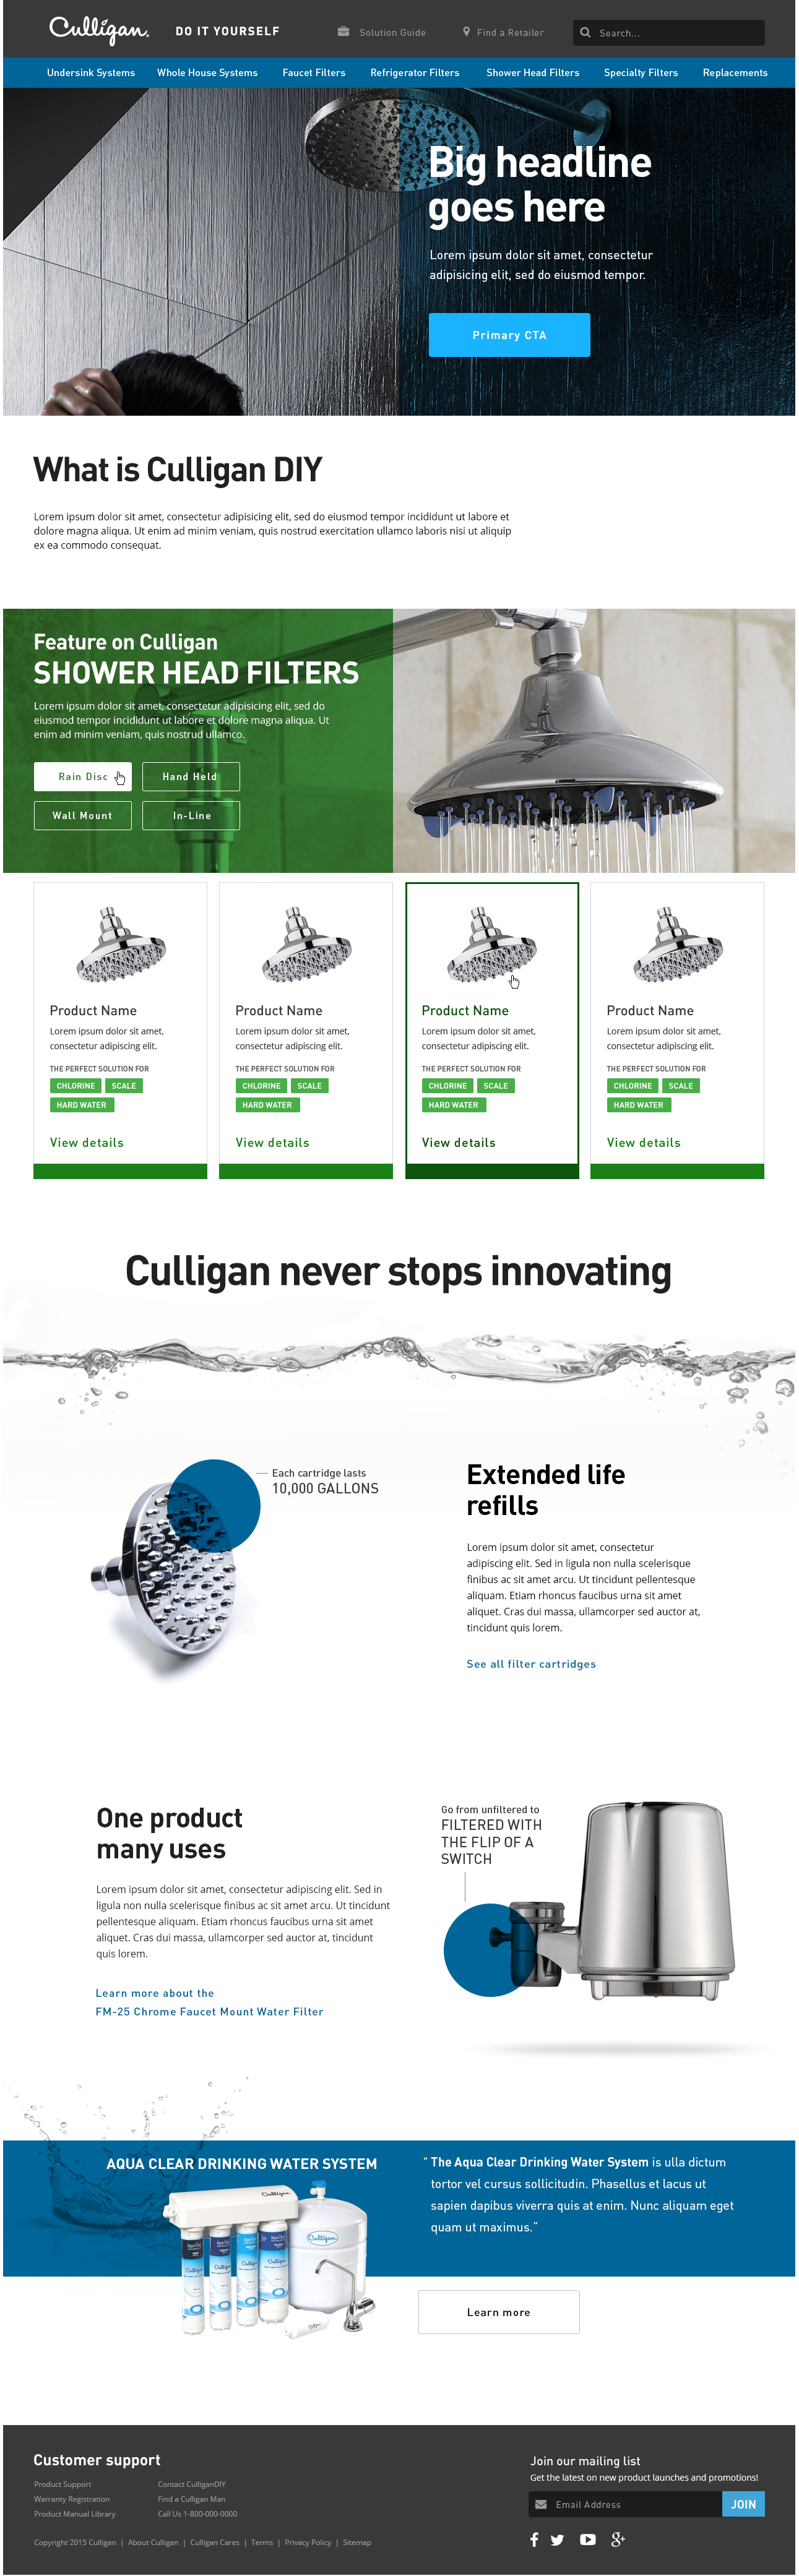 Culligan.
DO IT YOURSELF
Solution Guide
Find a Retailer
Search...
Undersink Systems
Whole House Systems
Faucet Filters
Refrigerator Filters
Shower Head Filters
Specialty Filters
Replacements
Big headline
goes here
Lorem ipsum dolor sit amet, consectetur
adipisicing elit, sed do eiusmod tempor.
Primary CTA
What is Culligan DIY
Lorem ipsum dolor sit amet, consectetur adipisicing elit, sed do eiusmod tempor incididunt ut labore et
dolore magna aliqua. Ut enim ad minim veniam, quis nostrud exercitation ullamco laboris nisi ut aliquip
ex ea commodo consequat.
Feature on Culligan
SHOWER HEAD FILTERS
Lorem ipsum dolor sit amet, consectetur adipisicing elit, sed do
eiusmod tempor incididunt ut labore et dolore magna aliqua. Ut
enim ad minim veniam, quis nostrud ullamco.
Rain Disc
Hand Held
Wall Mount
In-Line
Product Name
Lorem ipsum dolor sit amet,
consectetur adipiscing elit.
THE PERFECT SOLUTION FOR
CHLORINE
SCALE
HARD WATER
View details
Product Name
Lorem ipsum dolor sit amet,
consectetur adipiscing elit.
THE PERFECT SOLUTION FOR
CHLORINE
SCALE
HARD WATER
View details
Product Name
Lorem ipsum dolor sit amet,
consectetur adipiscing elit.
THE PERFECT SOLUTION FOR
CHLORINE
SCALE
HARD WATER
View details
Product Name
Lorem ipsum dolor sit amet,
consectetur adipiscing elit.
THE PERFECT SOLUTION FOR
CHLORINE
SCALE
HARD WATER
View details
Culligan never stops innovating
Each cartridge lasts
10,000 GALLONS
Extended life
refills
Lorem ipsum dolor sit amet, consectetur
adipiscing elit. Sed in ligula non nulla scelerisque
finibus ac sit amet arcu. Ut tincidunt pellentesque
aliquam. Etiam rhoncus faucibus urna sit amet
aliquet. Cras dui massa, ullamcorper sed auctor at,
tincidunt quis lorem.
See all filter cartridges
One product
many uses
Lorem ipsum dolor sit amet, consectetur adipiscing elit. Sed in
ligula non nulla scelerisque finibus ac sit amet arcu. Ut tincidunt
pellentesque aliquam. Etiam rhoncus faucibus urna sit amet
aliquet. Cras dui massa, ullamcorper sed auctor at, tincidunt
quis lorem.
Learn more about the
FM-25 Chrome Faucet Mount Water Filter
Go from unfiltered to
FILTERED WITH
THE FLIP OF A
SWITCH
AQUA CLEAR DRINKING WATER SYSTEM
Culligan
Culligan
"The Aqua Clear Drinking Water System is ulla dictum
tortor vel cursus sollicitudin. Phasellus et lacus ut
sapien dapibus viverra quis at enim. Nunc aliquam eget
quam ut maximus."
Learn more
Customer support
Product Support
Warranty Registration
Product Manual Library
Contact CulliganDIY
Find a Culligan Man
Call Us 1-800-000-0000
Copyright 2015 Culligan | About Culligan | Culligan Cares | Terms | Privacy Policy | Sitemap
Join our mailing list
Get the latest on new product launches and promotions!
Email Address
JOIN